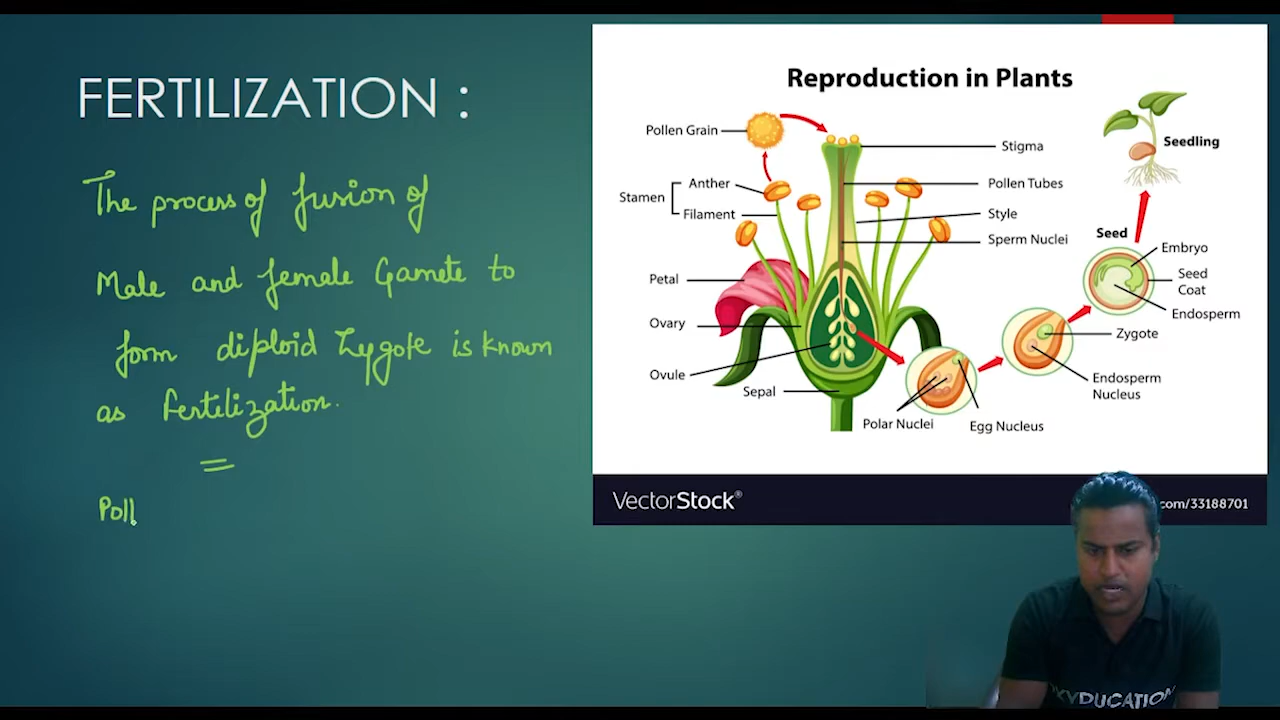 FERTILIZATION :
The process of fusion of
Male and female Gamete to
form diploid Zygote is known
as fertilization.
Poll
Reproduction in Plants
Pollen Grain
Anther
Stamen
Filament
Petal
Ovary
Ovule
Sepal
Stigma
Pollen Tubes
Style
Sperm Nuclei
Polar Nuclei
Egg Nucleus
Zygote
Endosperm
Nucleus
Seed
Embryo
Seed
Coat
Endosperm
Seedling
VectorStock®
.com/33188701